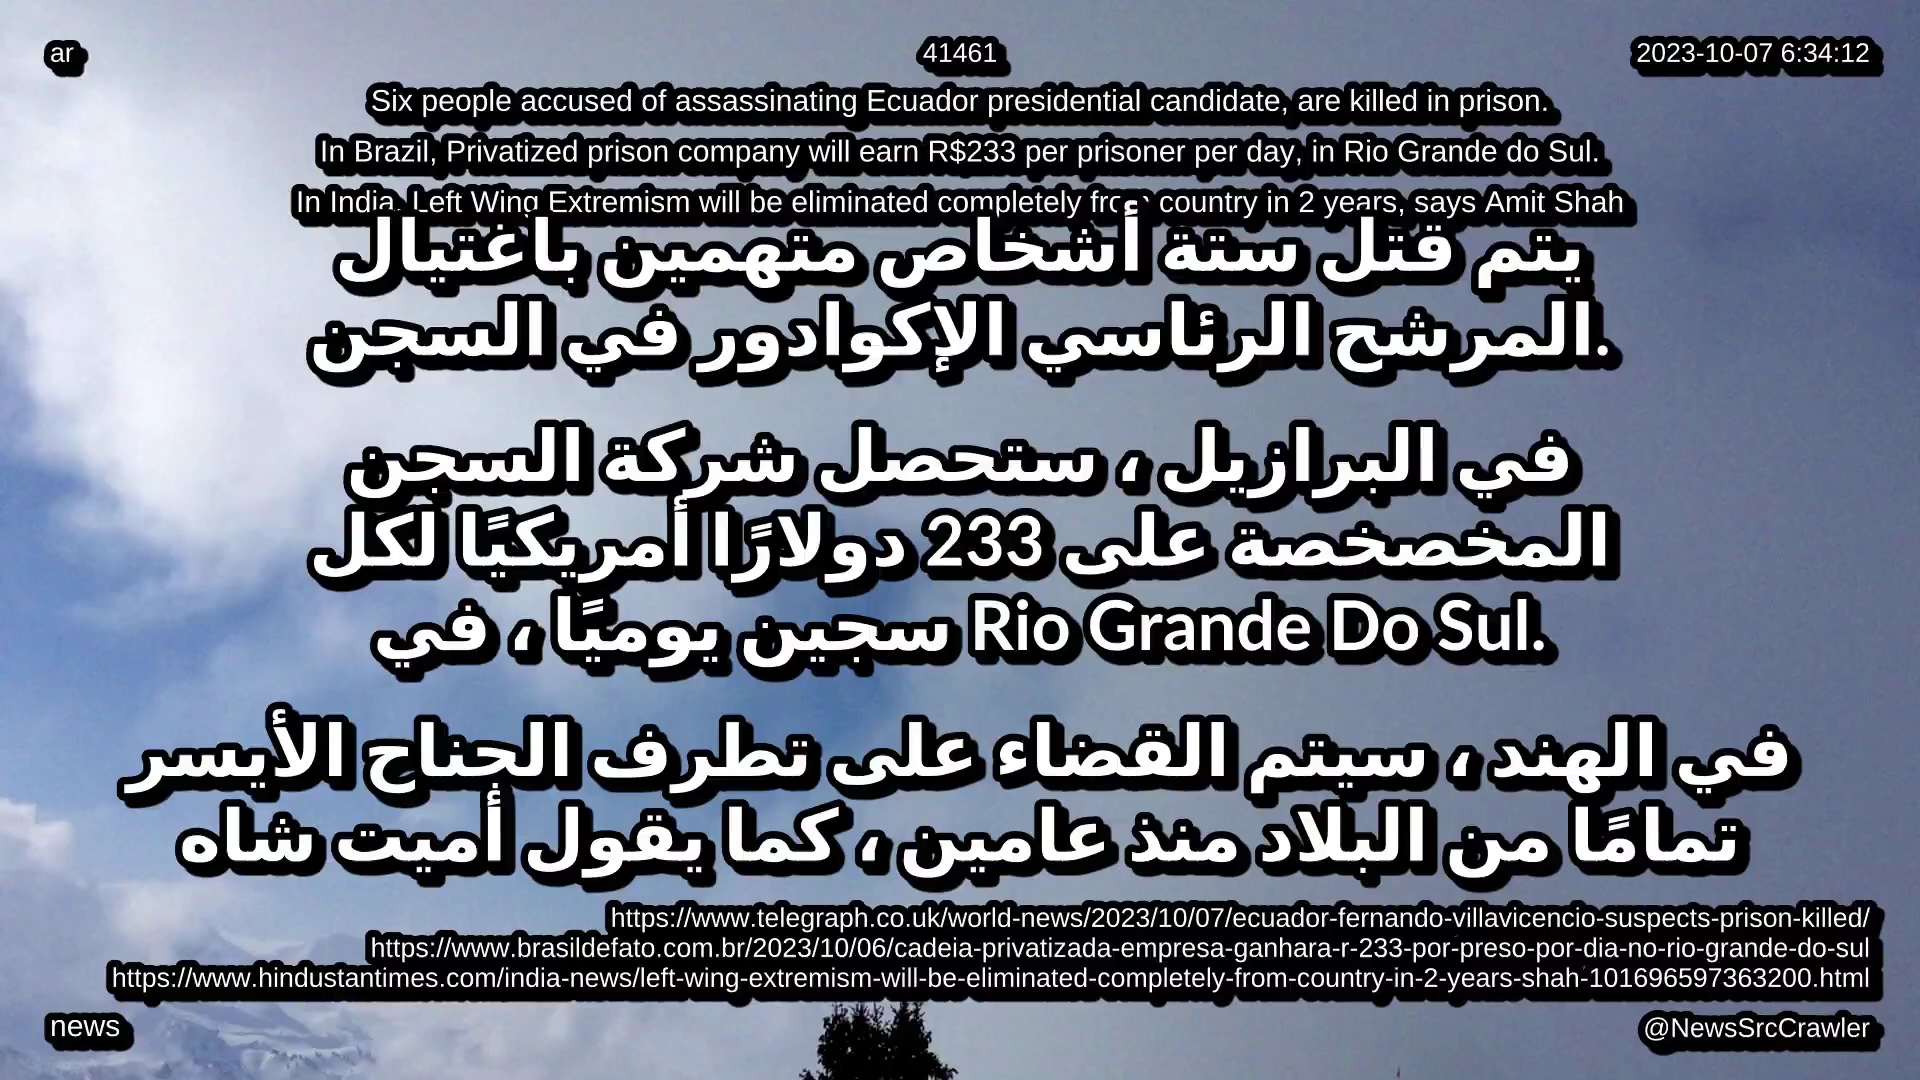 ar
41461
2023-10-07 6:34:12
Six people accused of assassinating Ecuador presidential candidate, are killed in prison.
In Brazil, Privatized prison company will earn R$233 per prisoner per day, in Rio Grande do Sul.
In India, Left Wing Extremism will be eliminated completely from country in 2 years, says Amit Shah
يتم قتل ستة أشخاص متهمين باغتيال
المرشح الرئاسي الإكوادور في السجن.
في البرازيل ، ستحصل شركة السجن
المخصخصة على 233 دولارًا أمريكيًا لكل
سجين يوميًا ، في Rio Grande Do Sul.
في الهند ، سيتم القضاء على تطرف الجناح الأيسر
تمامًا من البلاد منذ عامين ، كما يقول أميت شاه
https://www.telegraph.co.uk/world-news/2023/10/07/ecuador-fernando-villavicencio-suspects-prison-killed/
https://www.brasildefato.com.br/2023/10/06/cadeia-privatizada-empresa-ganhara-r-233-por-preso-por-dia-no-rio-grande-do-sul
https://www.hindustantimes.com/india-news/left-wing-extremism-will-be-eliminated-completely-from-country-in-2-years-shah-101696597363200.html
news
@NewsSrcCrawler